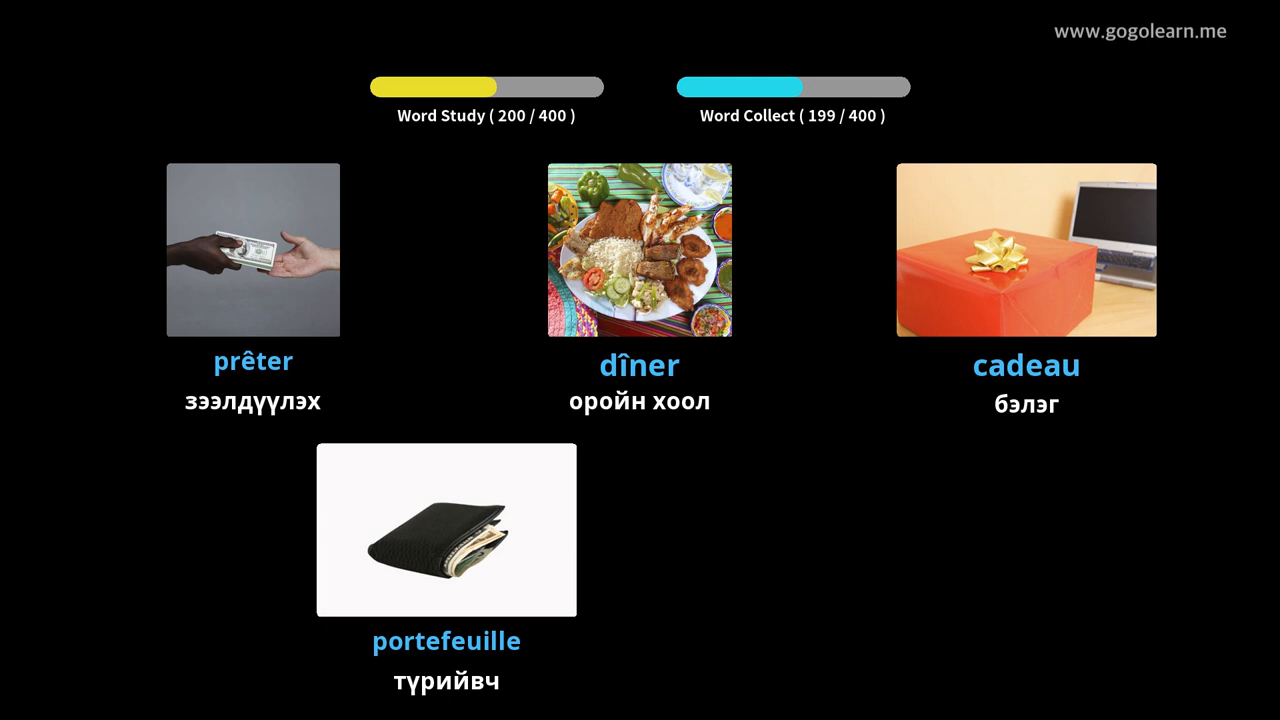 www.gogolearn.me
Word Study ( 200 / 400 )
Word Collect ( 199 / 400 )
prêter
зээлдүүлэх
dîner
оройн хоол
cadeau
бэлэг
portefeuille
түрийвч